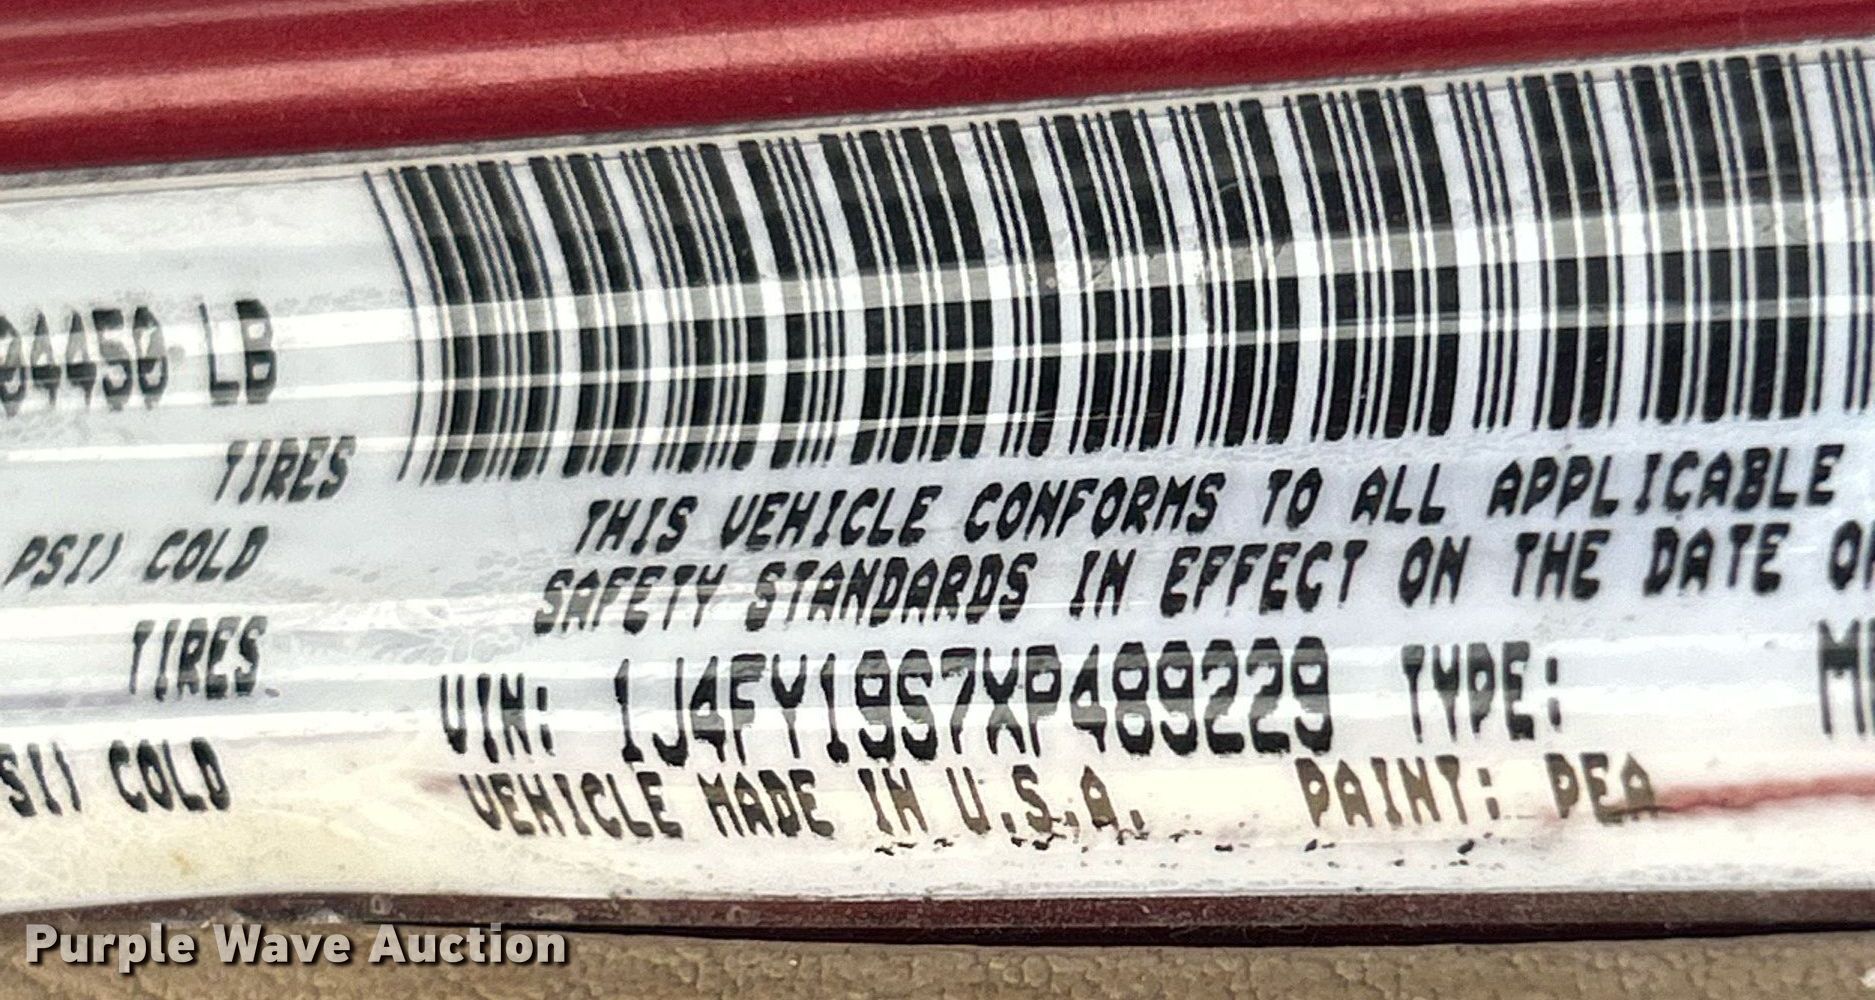 04450 LB
TIRES
PSI) COLD
TIRES
SI) COLD
THIS VEHICLE CONFORMS TO ALL APPLICABLE
SAFETY STANDARDS IN EFFECT ON THE DATE O
VIN: 1J4FY19S7XP489229 TYPE: M
VEHICLE MADE IN U.S.A. PAINT: PEA
Purple Wave Auction